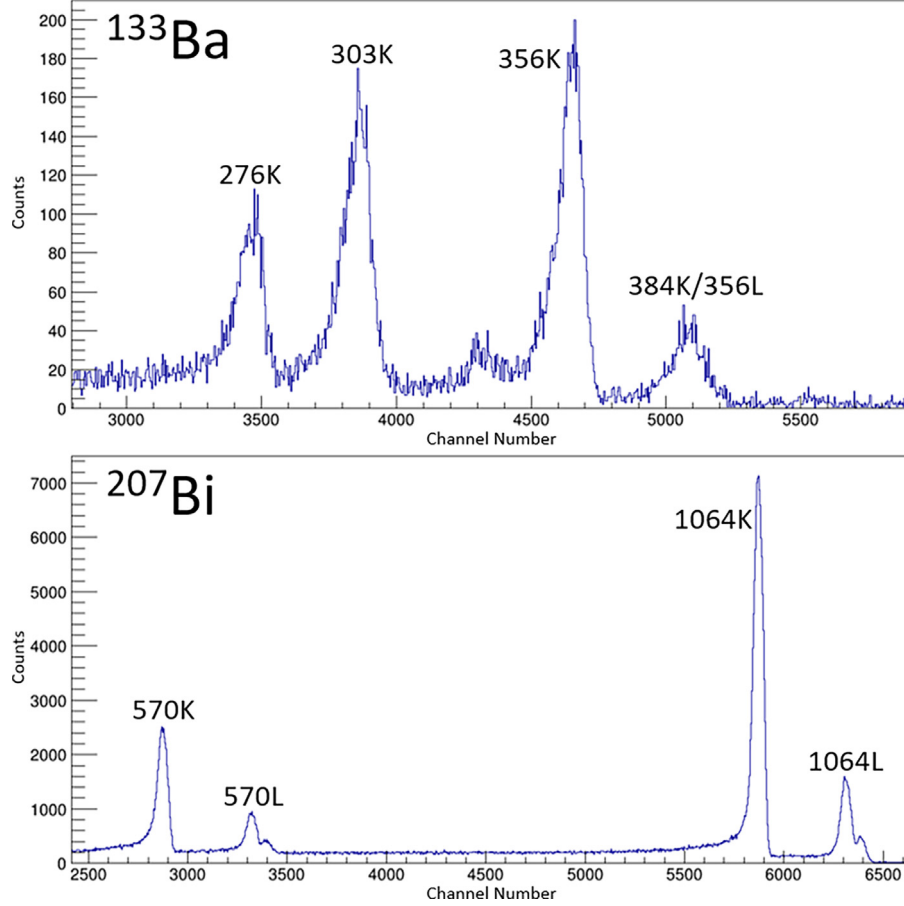 ¹³³Ba
200
180
160
140
120
100
80
60
40
20
0
Counts
276K
303K
356K
384K/356L
3000 3500 4000 4500 5000 5500
Channel Number
²⁰⁷Bi
7000
6000
5000
4000
3000
2000
1000
0
Counts
570K
570L
1064K
1064L
2500 3000 3500 4000 4500 5000 5500 6000 6500
Channel Number